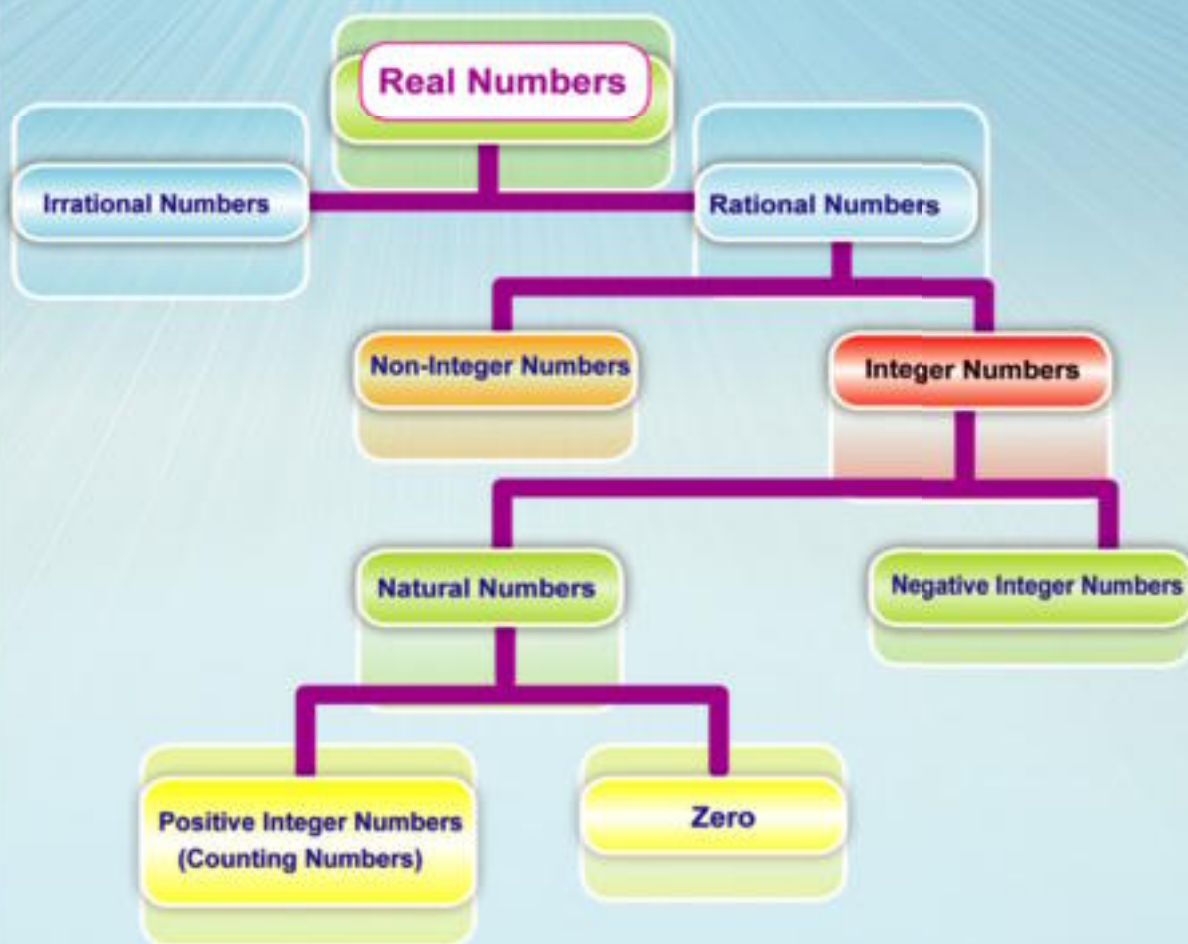 Real Numbers
Irrational Numbers
Rational Numbers
Non-Integer Numbers
Integer Numbers
Natural Numbers
Negative Integer Numbers
Positive Integer Numbers
(Counting Numbers)
Zero